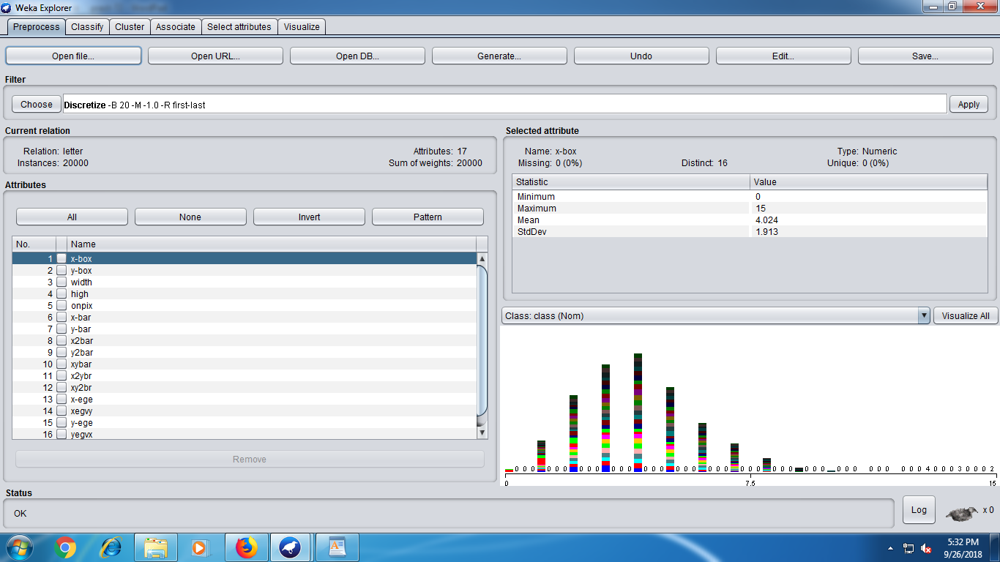 Weka Explorer
Preprocess Classify Cluster Associate Select attributes Visualize
Open file... Open URL... Open DB... Generate... Undo Edit... Save...
Filter
Choose Discretize -B 20 -M -1.0 -R first-last Apply
Current relation
Relation: letter Attributes: 17
Instances: 20000 Sum of weights: 20000
Attributes
All None Invert Pattern
No. Name
1 x-box
2 y-box
3 width
4 high
5 onpix
6 x-bar
7 y-bar
8 x2bar
9 y2bar
10 xybar
11 x2ybr
12 xy2br
13 x-ege
14 xegvy
15 y-ege
16 yegvx
Remove
Selected attribute
Name: x-box Type: Numeric
Missing: 0 (0%) Distinct: 16 Unique: 0 (0%)
Statistic Value
Minimum 0
Maximum 15
Mean 4.024
StdDev 1.913
Class: class (Nom) Visualize All
0 0 0 0 0 0 0 0 0 0 0 0 0 0 0 0 0 0 0 0 0 0 0 0 0 0 0 0 0 0 0 0 0 0 0 0 0 0 0 4 0 0 0 3 0 0 0 2
0 7.5 15
Status
OK
Log x 0
5:32 PM
9/26/2018